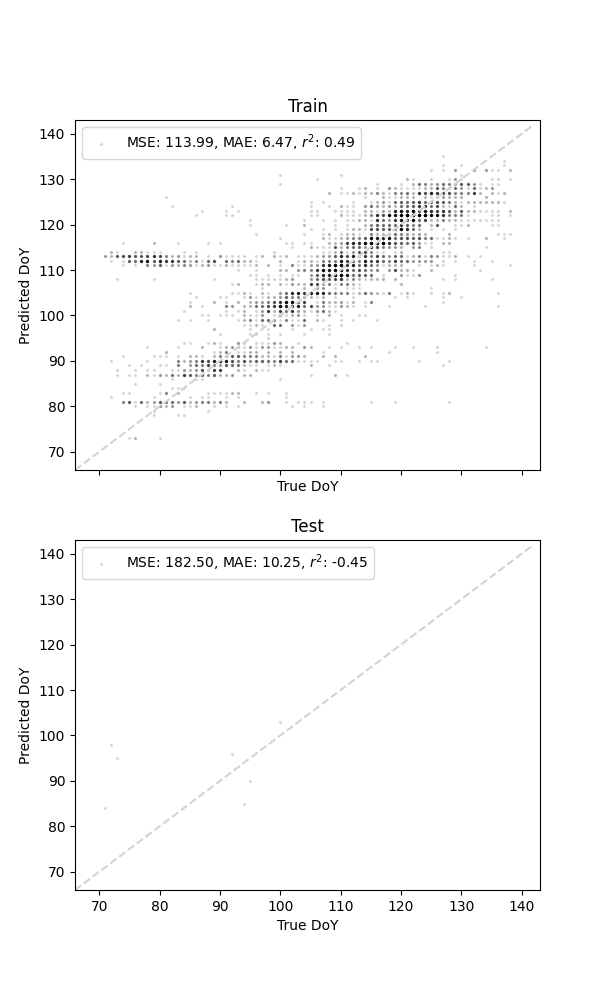 Train
MSE: 113.99, MAE: 6.47, r²: 0.49
140
130
120
110
100
90
80
70
Predicted DoY
True DoY
Test
MSE: 182.50, MAE: 10.25, r²: -0.45
140
130
120
110
100
90
80
70
Predicted DoY
70 80 90 100 110 120 130 140
True DoY